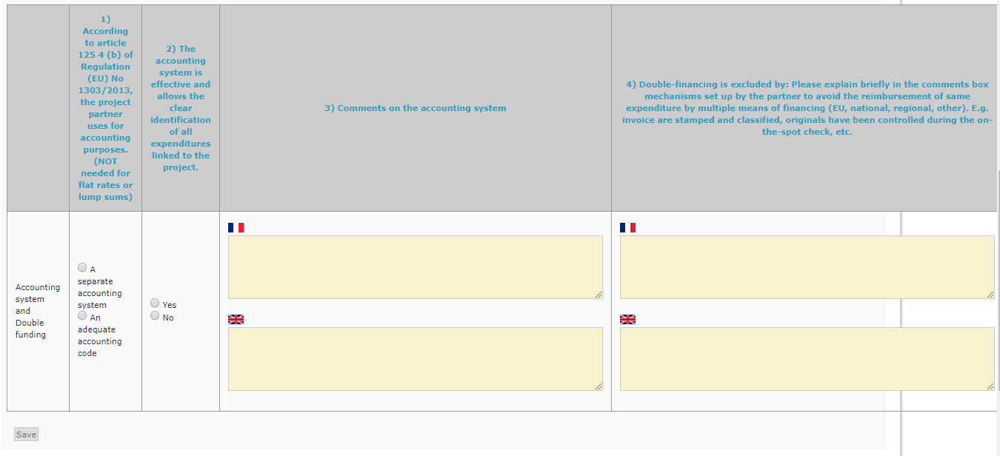 1)
According
to article
125 4 (b) of
Regulation
(EU) No
1303/2013,
the project
partner
uses for
accounting
purposes.
(NOT
needed for
flat rates or
lump sums)
2) The
accounting
system is
effective and
allows the
clear
identification
of all
expenditures
linked to the
project.
3) Comments on the accounting system
4) Double-financing is excluded by: Please explain briefly in the comments box
mechanisms set up by the partner to avoid the reimbursement of same
expenditure by multiple means of financing (EU, national, regional, other). E.g.
invoice are stamped and classified, originals have been controlled during the on-
the-spot check, etc.
Accounting
system
and
Double
funding
A
separate
accounting
system
An
adequate
accounting
code
Yes
No
Save